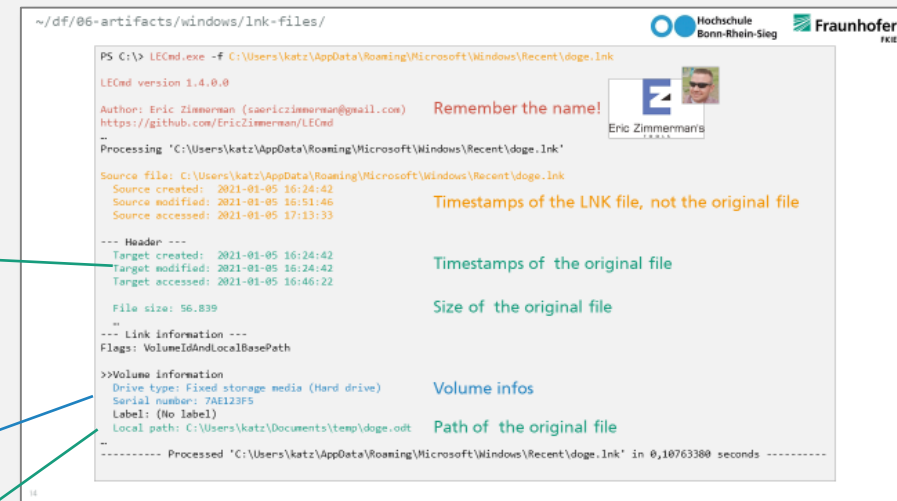 ~/df/06-artifacts/windows/lnk-files/
Hochschule
Bonn-Rhein-Sieg
Fraunhofer
FKIE
PS C:\> LECmd.exe -f C:\Users\katz\AppData\Roaming\Microsoft\Windows\Recent\doge.lnk
LECmd version 1.4.0.0
Author: Eric Zimmerman (saericzimmerman@gmail.com)
Remember the name!
https://github.com/EricZimmerman/LECmd
Eric Zimmerman's
TOOLS
…
Processing 'C:\Users\katz\AppData\Roaming\Microsoft\Windows\Recent\doge.lnk'
Source file: C:\Users\katz\AppData\Roaming\Microsoft\Windows\Recent\doge.lnk
Source created: 2021-01-05 16:24:42
Source modified: 2021-01-05 16:51:46
Timestamps of the LNK file, not the original file
Source accessed: 2021-01-05 17:13:33
--- Header ---
Target created: 2021-01-05 16:24:42
Target modified: 2021-01-05 16:24:42
Timestamps of the original file
Target accessed: 2021-01-05 16:46:22
File size: 56.839
Size of the original file
…
--- Link information ---
Flags: VolumeIdAndLocalBasePath
>>Volume information
Drive type: Fixed storage media (Hard drive)
Volume infos
Serial number: 7AE123F5
Label: (No label)
Local path: C:\Users\katz\Documents\temp\doge.odt
Path of the original file
…
---------- Processed 'C:\Users\katz\AppData\Roaming\Microsoft\Windows\Recent\doge.lnk' in 0,10763380 seconds ----------
14